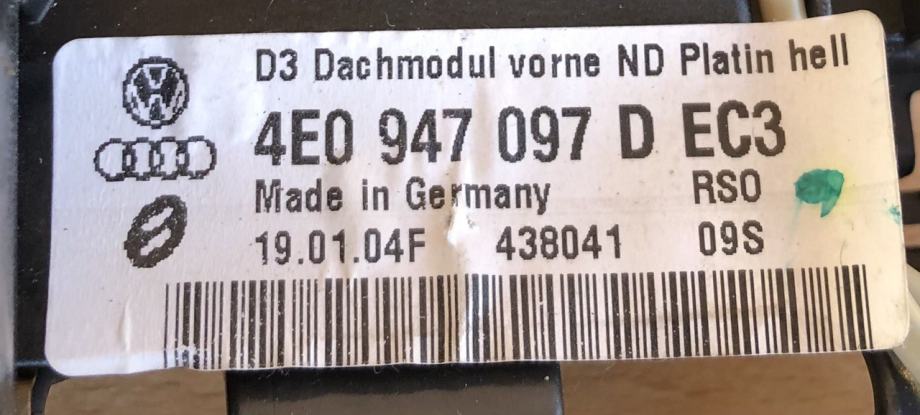 D3 Dachmodul vorne ND Platin hell
4E0 947 097 D EC3
Made in Germany RSO
19.01.04F 438041 09S